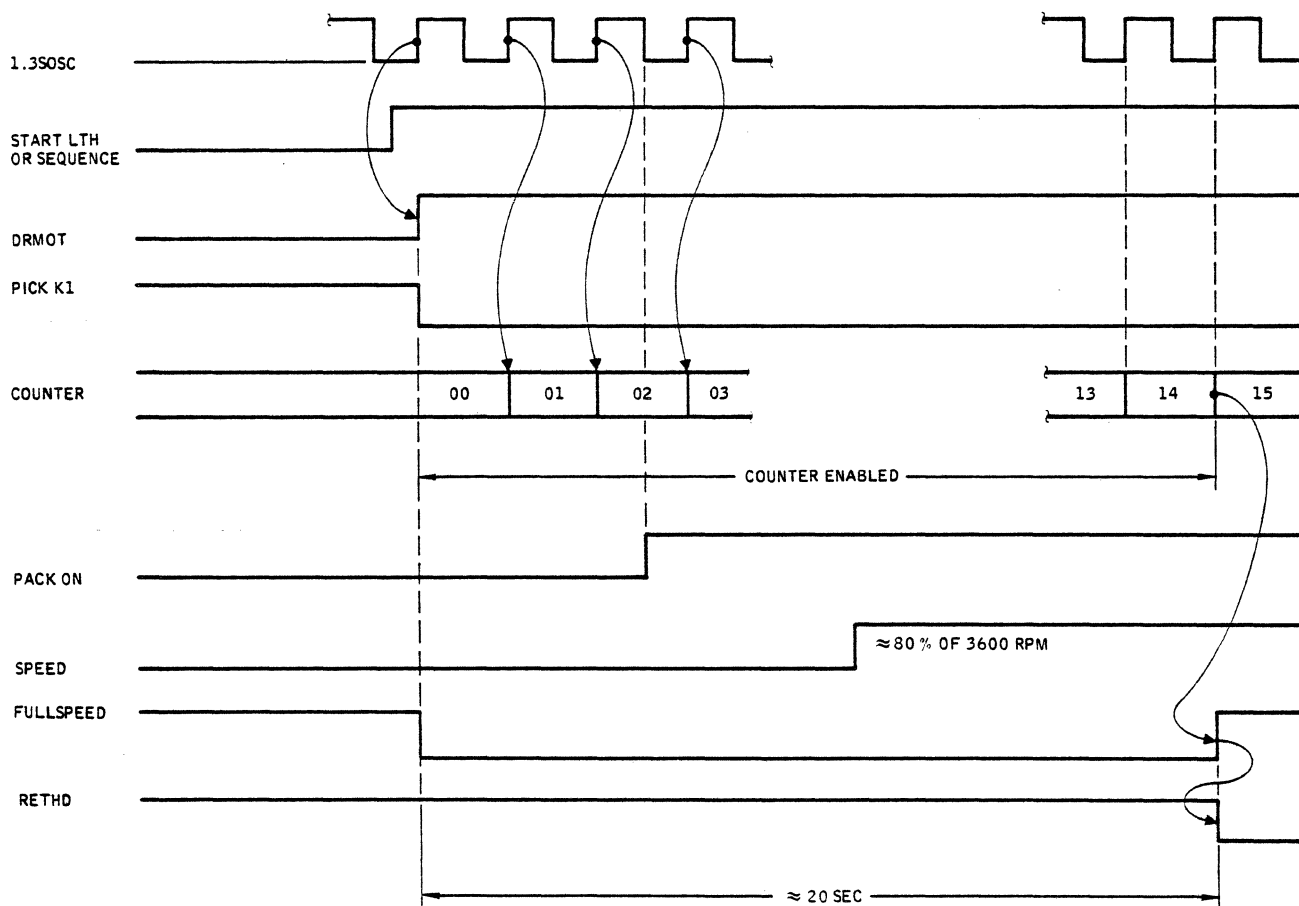 1.3SOSC
START LTH
OR SEQUENCE
DRMOT
PICK K1
COUNTER
00 01 02 03 13 14 15
COUNTER ENABLED
PACK ON
≈80 % OF 3600 RPM
SPEED
FULLSPEED
RETHD
≈ 20 SEC